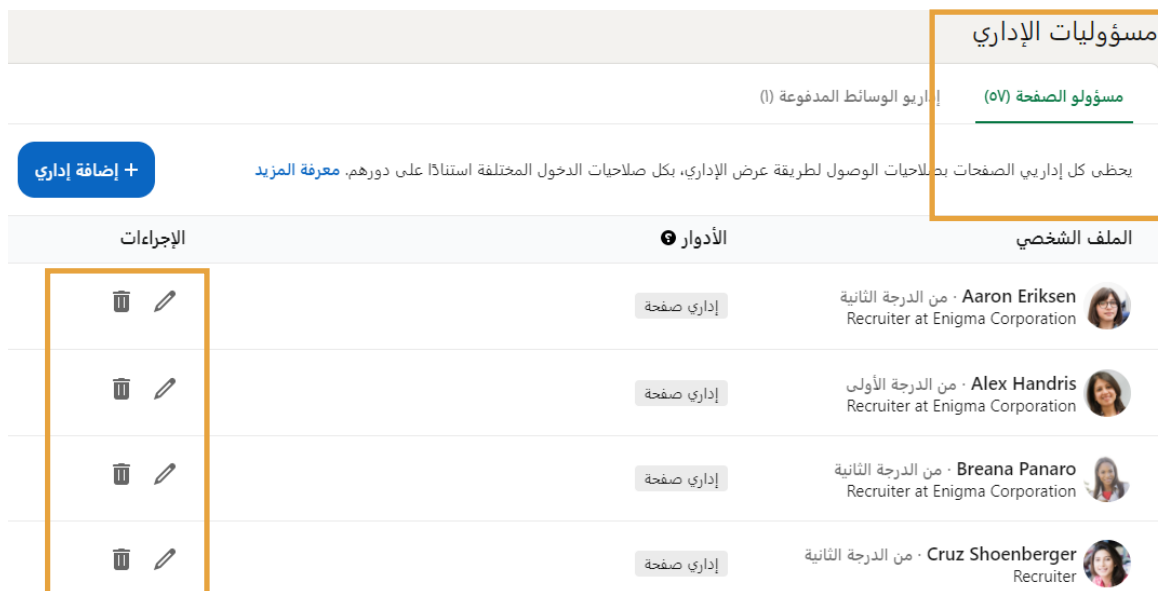 مسؤوليات الإداري
مسؤولو الصفحة (٥٧) إداريو الوسائط المدفوعة (١)
يحظى كل إداريي الصفحات بصلاحيات الوصول لطريقة عرض الإداري، بكل صلاحيات الدخول المختلفة استنادًا على دورهم. معرفة المزيد
+ إضافة إداري
الملف الشخصي الأدوار الإجراءات
Aaron Eriksen · من الدرجة الثانية
Recruiter at Enigma Corporation
إداري صفحة
Alex Handris · من الدرجة الأولى
Recruiter at Enigma Corporation
إداري صفحة
Breana Panaro · من الدرجة الثانية
Recruiter at Enigma Corporation
إداري صفحة
Cruz Shoenberger · من الدرجة الثانية
Recruiter
إداري صفحة